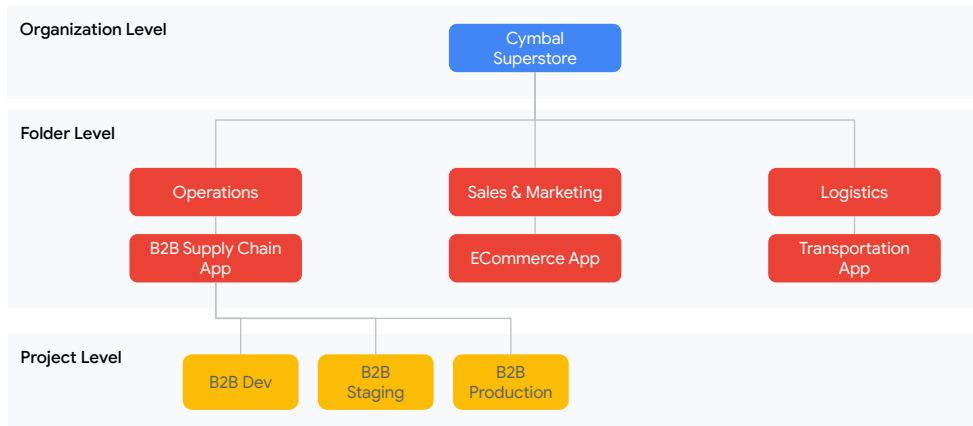 Organization Level
Cymbal
Superstore
Folder Level
Operations
Sales & Marketing
Logistics
B2B Supply Chain
App
ECommerce App
Transportation
App
Project Level
B2B Dev
B2B
Staging
B2B
Production